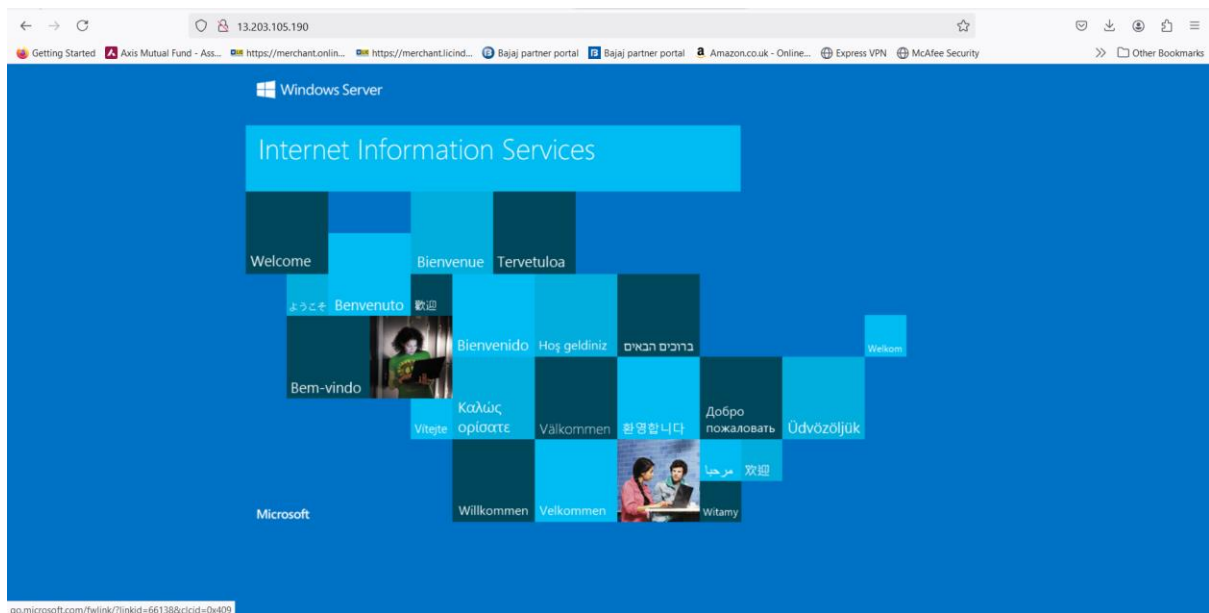 13.203.105.190
Getting Started Axis Mutual Fund - Ass... https://merchant.onlin... https://merchant.licind... Bajaj partner portal Bajaj partner portal Amazon.co.uk - Online... Express VPN McAfee Security Other Bookmarks
Windows Server
Internet Information Services
Welcome
Bienvenue
Tervetuloa
ようこそ
Benvenuto
歡迎
Bienvenido
Hoş geldiniz
ברוכים הבאים
Welkom
Bem-vindo
Vítejte
Καλώς
ορίσατε
Välkommen
환영합니다
Добро
пожаловать
Üdvözöljük
مرحبا
欢迎
Microsoft
Willkommen
Velkommen
Witamy
go.microsoft.com/fwlink/?linkid=66138&clcid=0x409